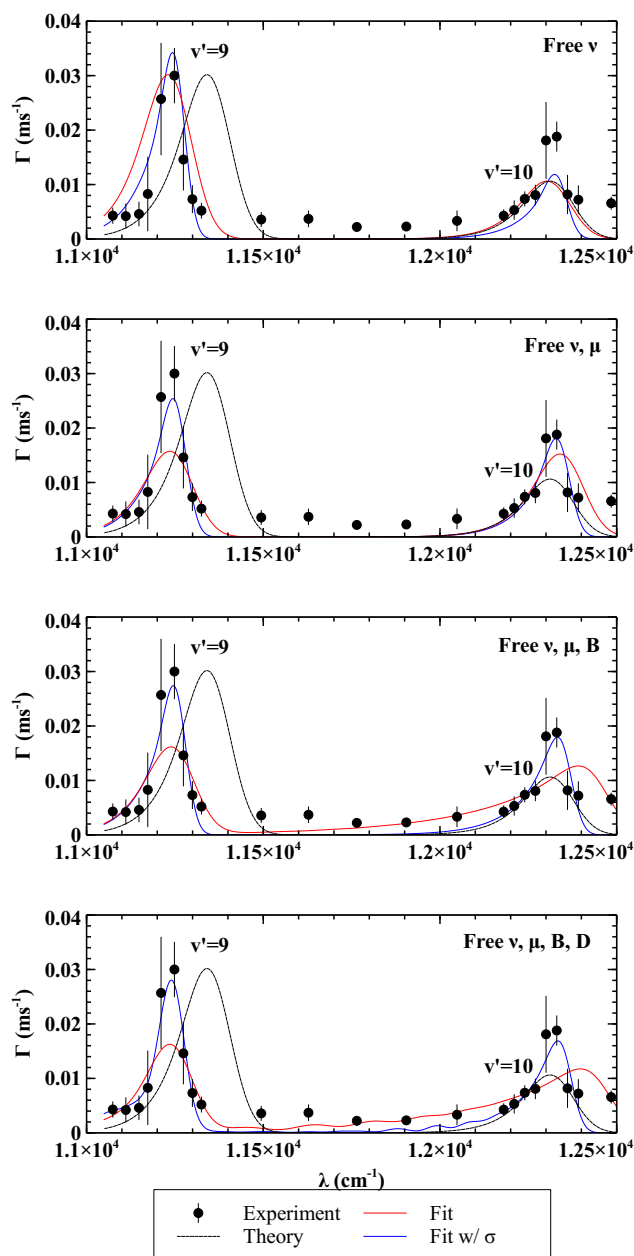 0.04
v'=9
Free ν
0.03
Γ (ms⁻¹)
0.02
v'=10
0.01
0
1.1×10⁴ 1.15×10⁴ 1.2×10⁴ 1.25×10⁴
0.04
v'=9
Free ν, μ
0.03
Γ (ms⁻¹)
0.02
v'=10
0.01
0
1.1×10⁴ 1.15×10⁴ 1.2×10⁴ 1.25×10⁴
0.04
v'=9
Free ν, μ, B
0.03
Γ (ms⁻¹)
0.02
v'=10
0.01
0
1.1×10⁴ 1.15×10⁴ 1.2×10⁴ 1.25×10⁴
0.04
v'=9
Free ν, μ, B, D
0.03
Γ (ms⁻¹)
0.02
v'=10
0.01
0
1.1×10⁴ 1.15×10⁴ 1.2×10⁴ 1.25×10⁴
λ (cm⁻¹)
Experiment Fit
Theory Fit w/ σ